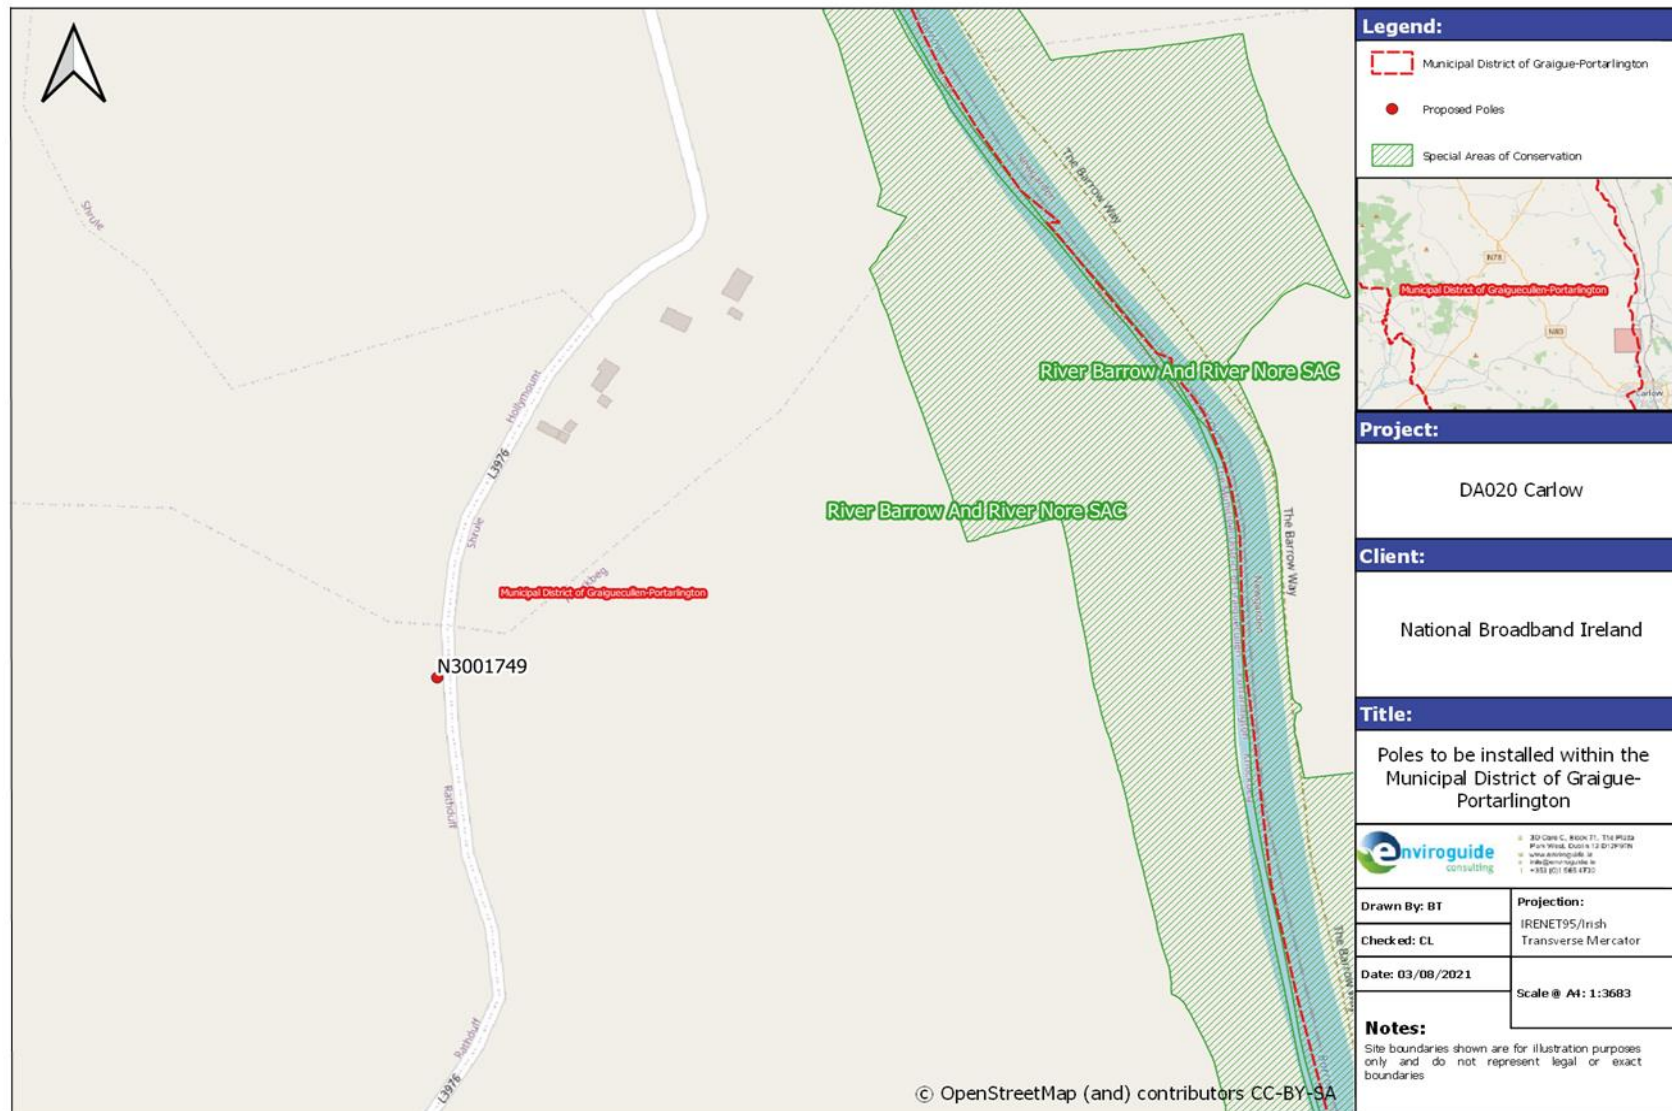 Shrule
Hollymount
L3976
Shrule
Municipal District of Graiguecullen-Portarlington
N3001749
Rathduff
Rathduff
L3976
Newgarden
The Barrow Way
River Barrow And River Nore SAC
River Barrow And River Nore SAC
The Barrow Way
Newgarden
The Barrow Way
© OpenStreetMap (and) contributors CC-BY-SA
Legend:
Municipal District of Graigue-Portarlington
Proposed Poles
Special Areas of Conservation
N78
Municipal District of Graiguecullen-Portarlington
N80
Carlow
Project:
DA020 Carlow
Client:
National Broadband Ireland
Title:
Poles to be installed within the
Municipal District of Graigue-
Portarlington
enviroguide
consulting
Drawn By: BT
Checked: CL
Date: 03/08/2021
Projection:
IRENET95/Irish
Transverse Mercator
Scale @ A4: 1:3683
Notes:
Site boundaries shown are for illustration purposes
only and do not represent legal or exact
boundaries